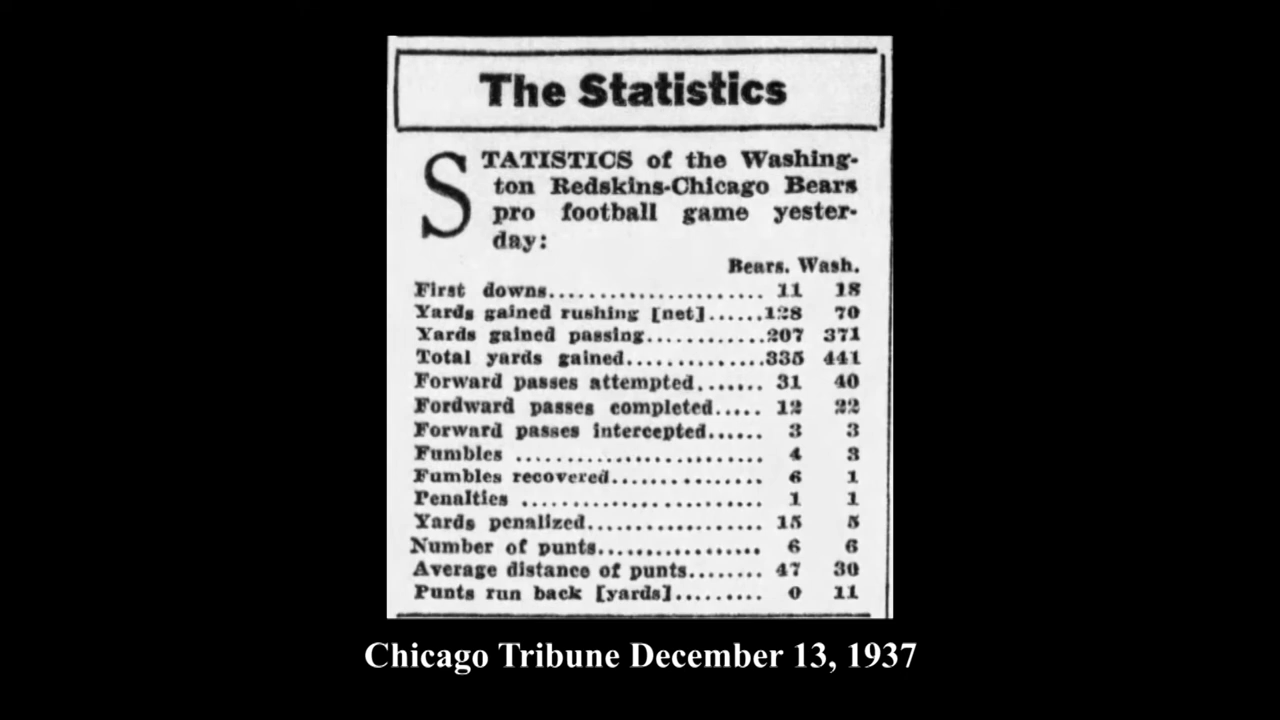 The Statistics
STATISTICS of the Washing-
ton Redskins-Chicago Bears
pro football game yester-
day:
Bears. Wash.
First downs...................... 11 18
Yards gained rushing [net]......128 70
Yards gained passing............207 371
Total yards gained..............335 441
Forward passes attempted....... 31 40
Fordward passes completed..... 12 22
Forward passes intercepted...... 3 3
Fumbles ......................... 4 3
Fumbles recovered............... 6 1
Penalties ........................ 1 1
Yards penalized.................. 15 5
Number of punts................. 6 6
Average distance of punts........ 47 30
Punts run back [yards]......... 0 11
Chicago Tribune December 13, 1937